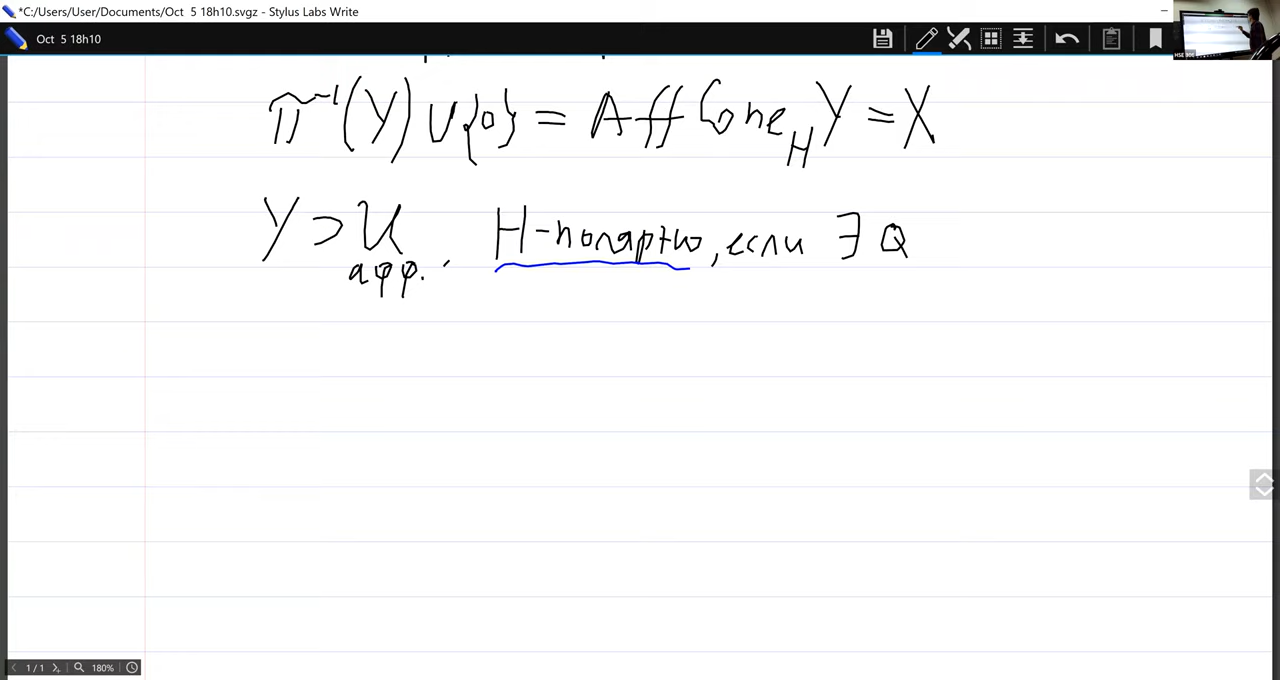 *C:/Users/User/Documents/Oct 5 18h10.svgz - Stylus Labs Write
Oct 5 18h10
π⁻¹(Y) ∪ {0} = Aff Cone_H Y = X
Y ⊃ U H-полярно, если ∃ Q
афф.
1 / 1 180%